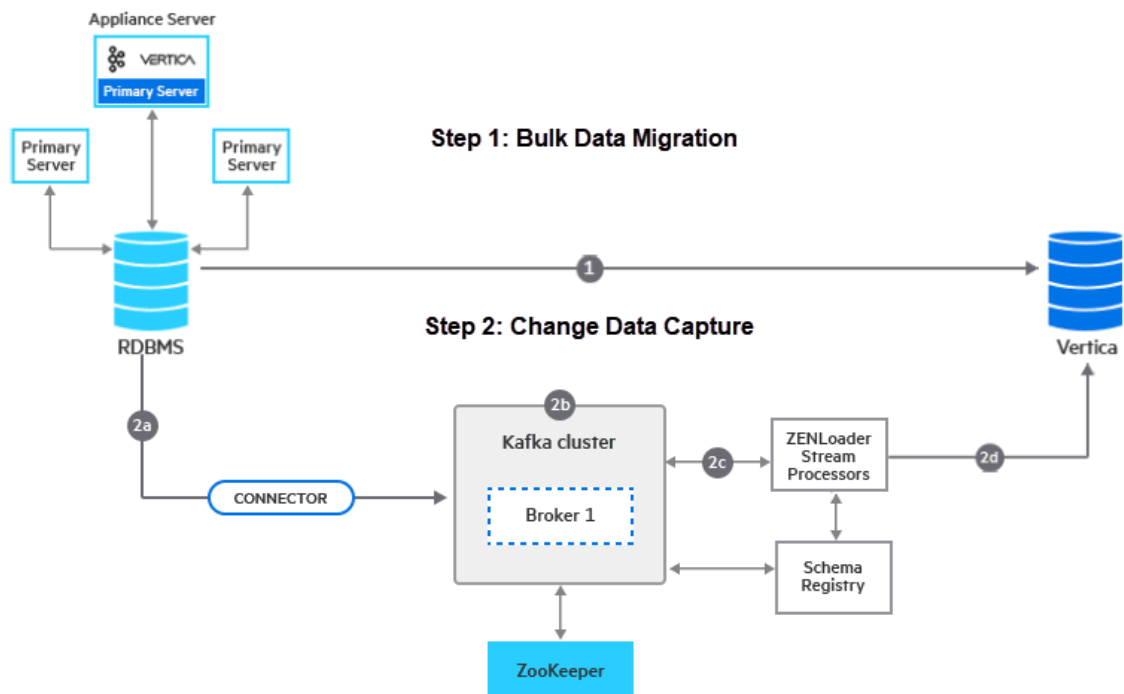 Appliance Server
VERTICA
Primary Server
Step 1: Bulk Data Migration
Primary
Server
Primary
Server
1
Step 2: Change Data Capture
RDBMS
Vertica
2a
2b
Kafka cluster
2c
ZENLoader
Stream
Processors
2d
CONNECTOR
Broker 1
Schema
Registry
ZooKeeper